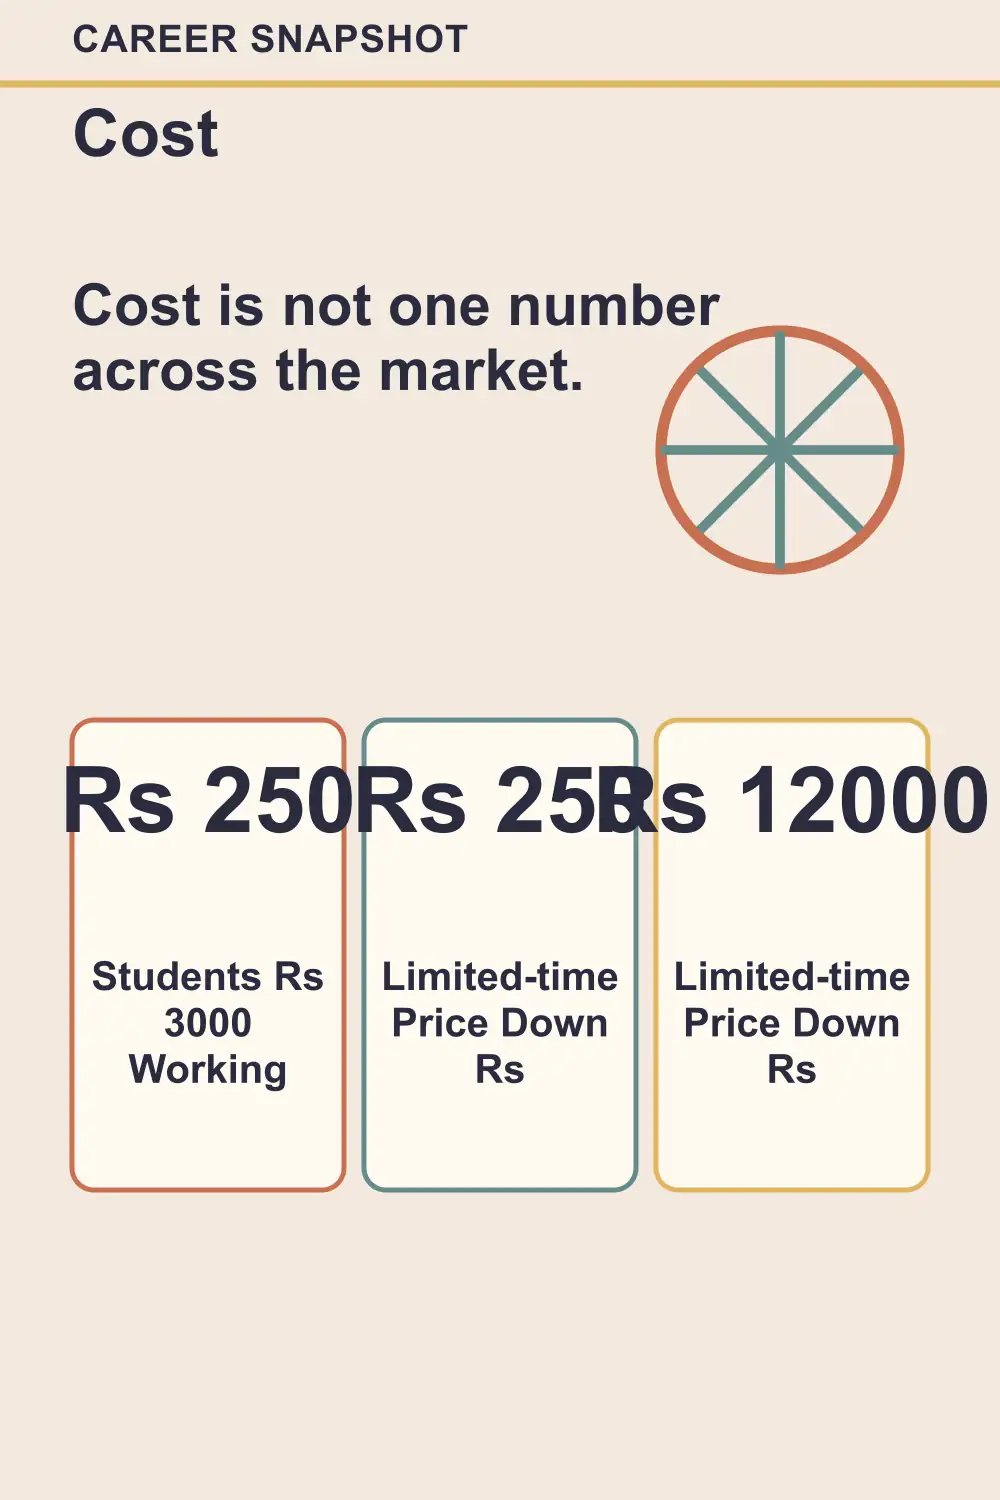 CAREER SNAPSHOT
Cost
Cost is not one number
across the market.
Rs 250
Rs 250
Rs 12000
Students Rs
3000
Working
Limited-time
Price Down
Rs
Limited-time
Price Down
Rs